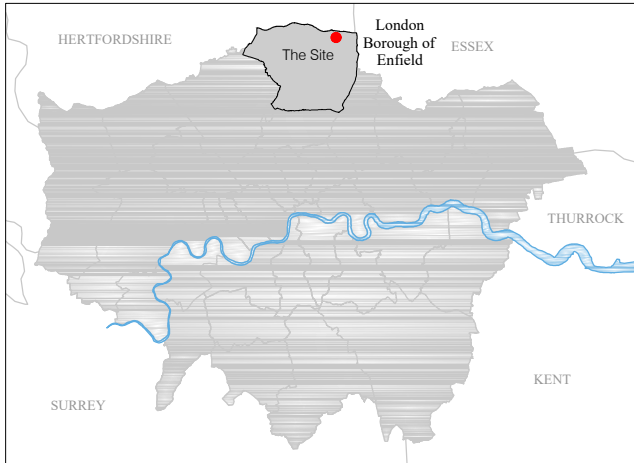 HERTFORDSHIRE
London
Borough of
Enfield
ESSEX
The Site
THURROCK
KENT
SURREY